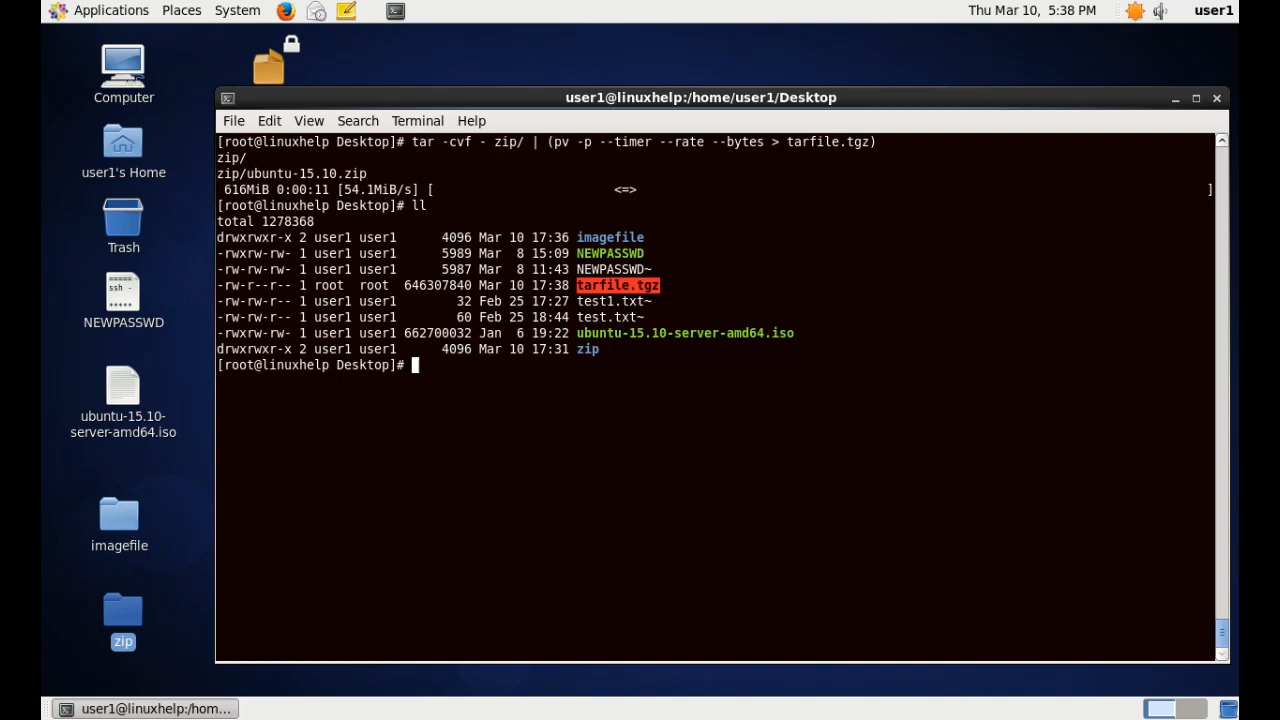 Applications Places System Thu Mar 10, 5:38 PM user1
Computer
user1's Home
Trash
ssh -
NEWPASSWD
ubuntu-15.10-
server-amd64.iso
imagefile
zip
user1@linuxhelp:/home/user1/Desktop
File Edit View Search Terminal Help
[root@linuxhelp Desktop]# tar -cvf - zip/ | (pv -p --timer --rate --bytes > tarfile.tgz)
zip/
zip/ubuntu-15.10.zip
616MiB 0:00:11 [54.1MiB/s] [ <=> ]
[root@linuxhelp Desktop]# ll
total 1278368
drwxrwxr-x 2 user1 user1 4096 Mar 10 17:36 imagefile
-rwxrw-rw- 1 user1 user1 5989 Mar 8 15:09 NEWPASSWD
-rw-rw-rw- 1 user1 user1 5987 Mar 8 11:43 NEWPASSWD~
-rw-r--r-- 1 root root 646307840 Mar 10 17:38 tarfile.tgz
-rw-rw-rw- 1 user1 user1 32 Feb 25 17:27 test1.txt~
-rw-rw-rw- 1 user1 user1 60 Feb 25 18:44 test.txt~
-rwxrw-rw- 1 user1 user1 662700032 Jan 6 19:22 ubuntu-15.10-server-amd64.iso
drwxrwxr-x 2 user1 user1 4096 Mar 10 17:31 zip
[root@linuxhelp Desktop]#
user1@linuxhelp:/hom...